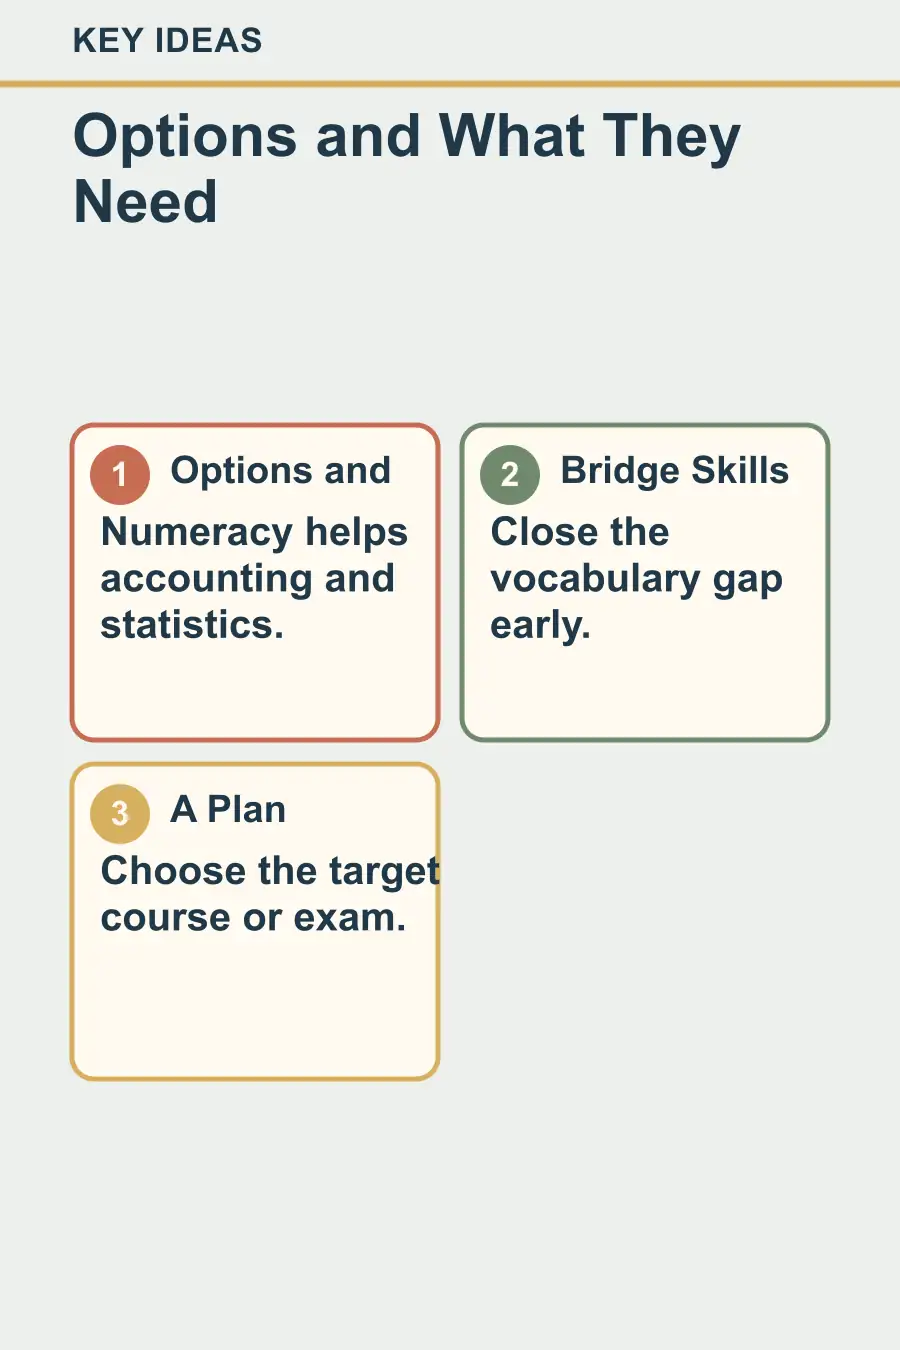 KEY IDEAS
Options and What They
Need
1
Options and
Numeracy helps
accounting and
statistics.
2
Bridge Skills
Close the
vocabulary gap
early.
3
A Plan
Choose the target
course or exam.